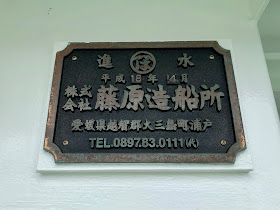 進 水
平成18年4月
株式会社 藤原造船所
愛媛県越智郡大三島町浦戸
TEL.0897.83.0111(代)